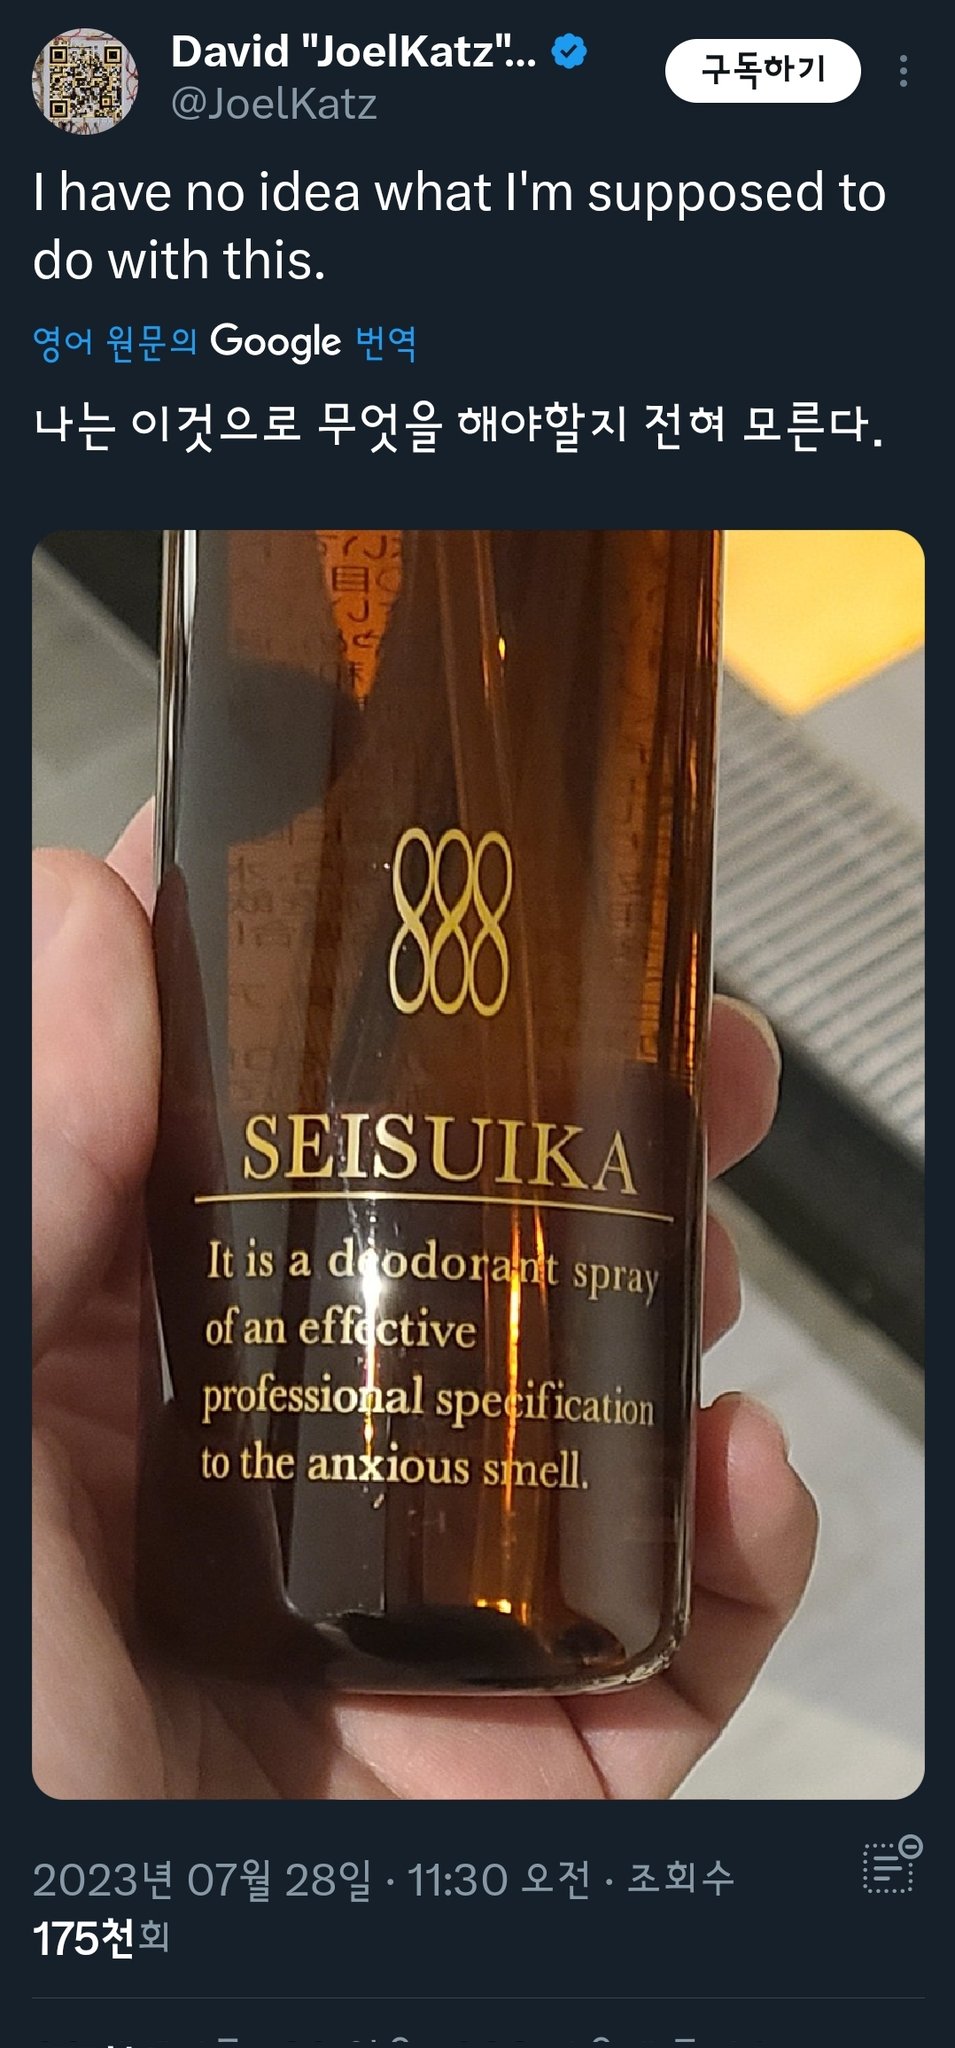 David "JoelKatz"...
구독하기
@JoelKatz
I have no idea what I'm supposed to
do with this.
영어 원문의 Google 번역
나는 이것으로 무엇을 해야할지 전혀 모른다.
888
SEISUIKA
It is a deodorant spray
of an effective
professional specification
to the anxious smell.
2023년 07월 28일 · 11:30 오전 · 조회수
175천회